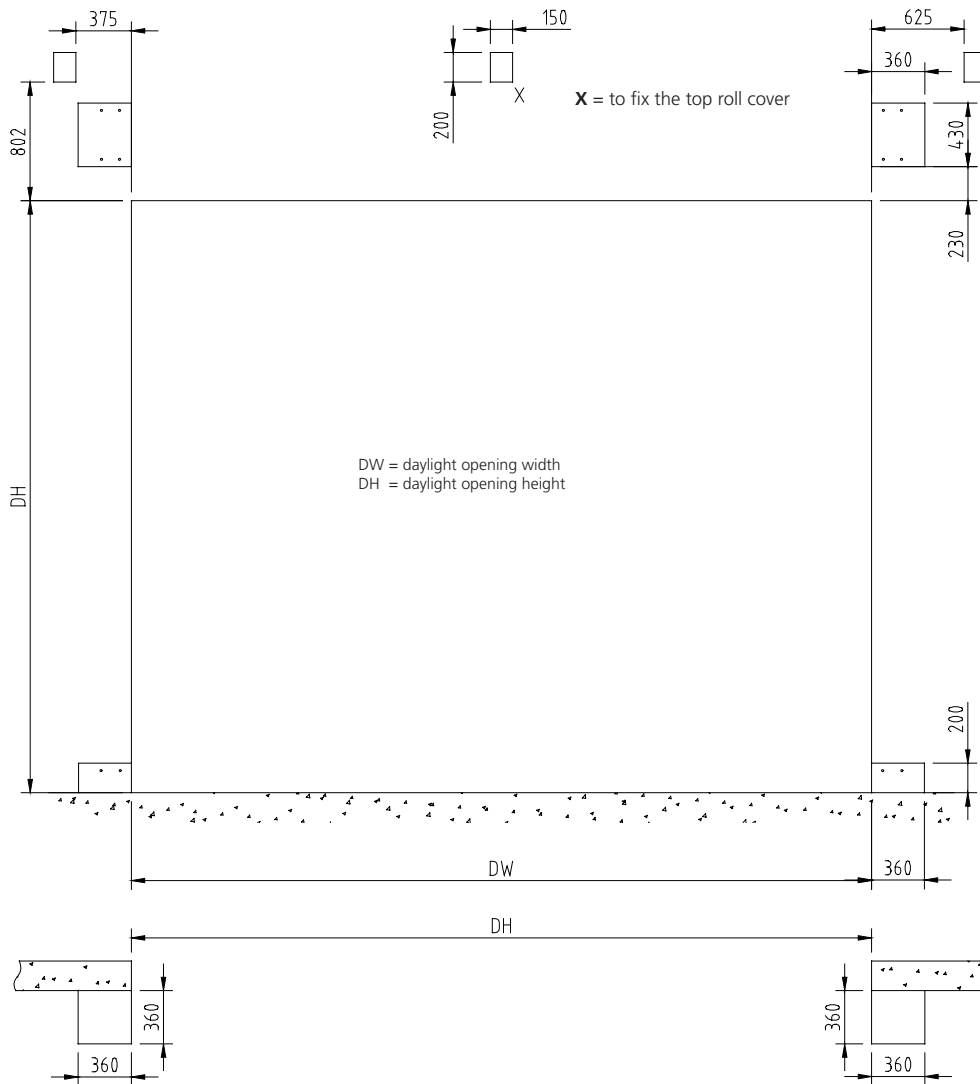 375
150
625
360
X
X = to fix the top roll cover
200
430
802
230
DW = daylight opening width
DH = daylight opening height
DH
200
DW
360
DH
360
360
360
360